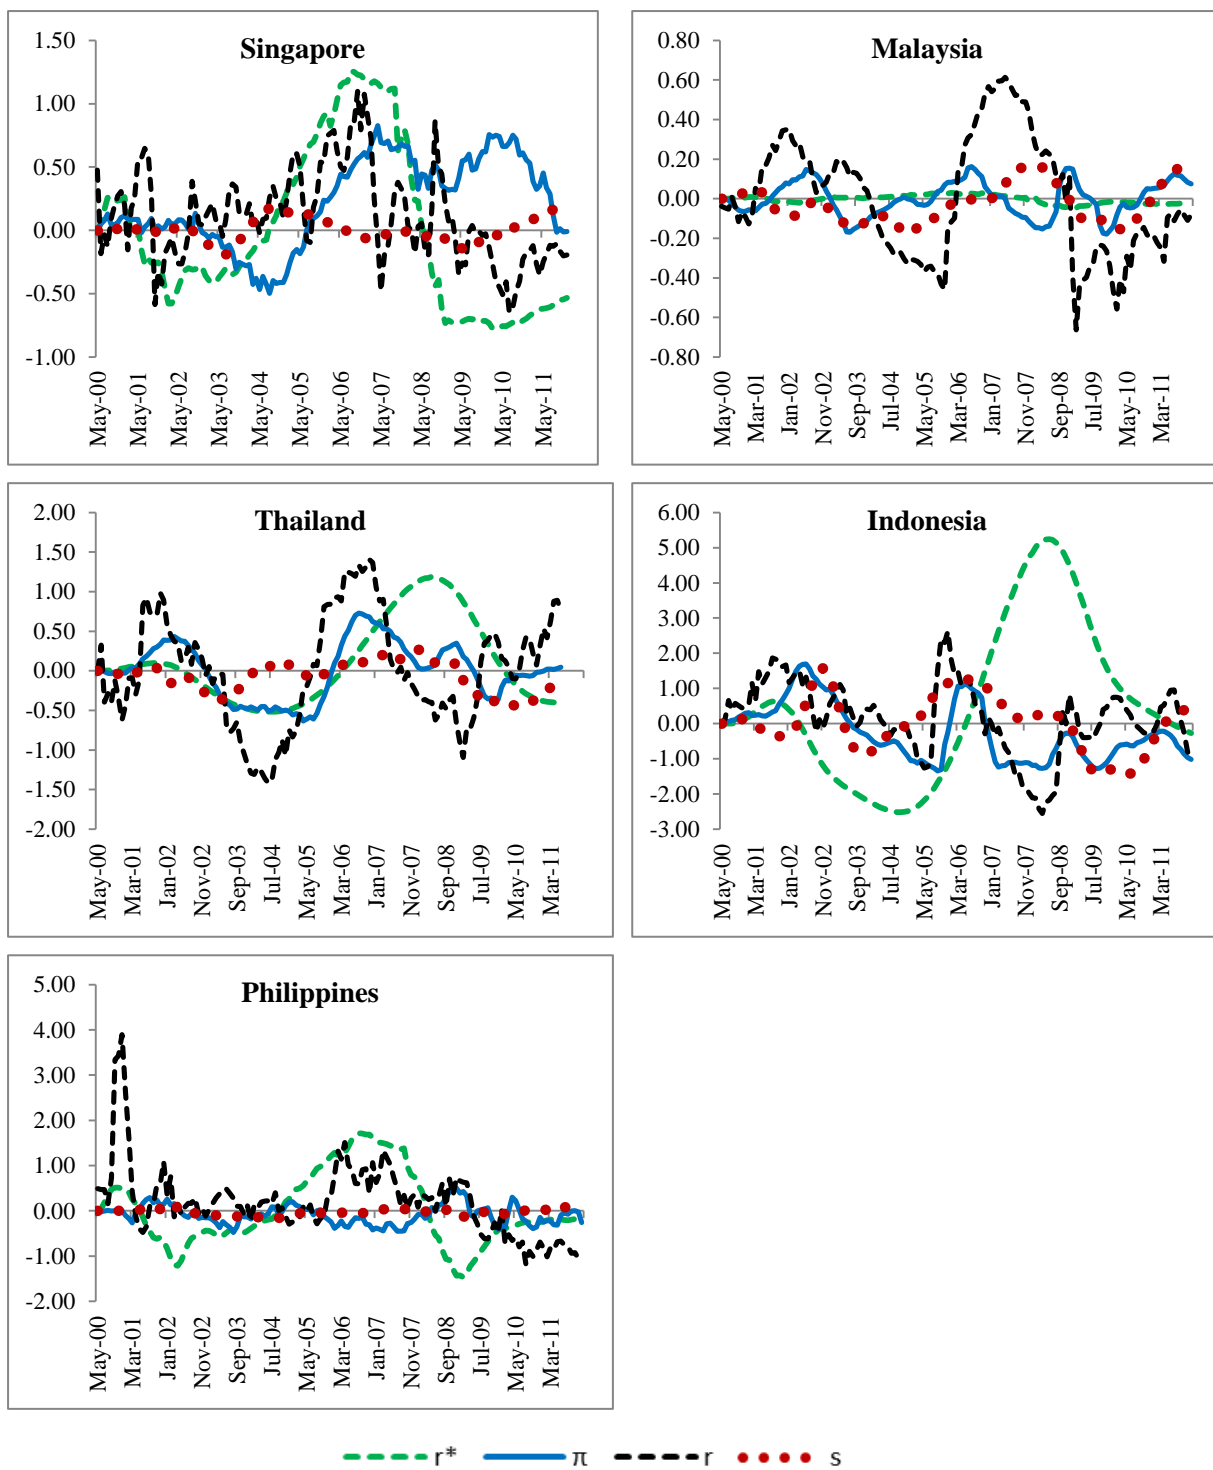 Singapore
1.50
1.00
0.50
0.00
-0.50
-1.00
May-00
May-01
May-02
May-03
May-04
May-05
May-06
May-07
May-08
May-09
May-10
May-11
Malaysia
0.80
0.60
0.40
0.20
0.00
-0.20
-0.40
-0.60
-0.80
May-00
Mar-01
Jan-02
Nov-02
Sep-03
Jul-04
May-05
Mar-06
Jan-07
Nov-07
Sep-08
Jul-09
May-10
Mar-11
Thailand
2.00
1.50
1.00
0.50
0.00
-0.50
-1.00
-1.50
-2.00
May-00
Mar-01
Jan-02
Nov-02
Sep-03
Jul-04
May-05
Mar-06
Jan-07
Nov-07
Sep-08
Jul-09
May-10
Mar-11
Indonesia
6.00
5.00
4.00
3.00
2.00
1.00
0.00
-1.00
-2.00
-3.00
May-00
Mar-01
Jan-02
Nov-02
Sep-03
Jul-04
May-05
Mar-06
Jan-07
Nov-07
Sep-08
Jul-09
May-10
Mar-11
Philippines
5.00
4.00
3.00
2.00
1.00
0.00
-1.00
-2.00
May-00
Mar-01
Jan-02
Nov-02
Sep-03
Jul-04
May-05
Mar-06
Jan-07
Nov-07
Sep-08
Jul-09
May-10
Mar-11
r* π r s